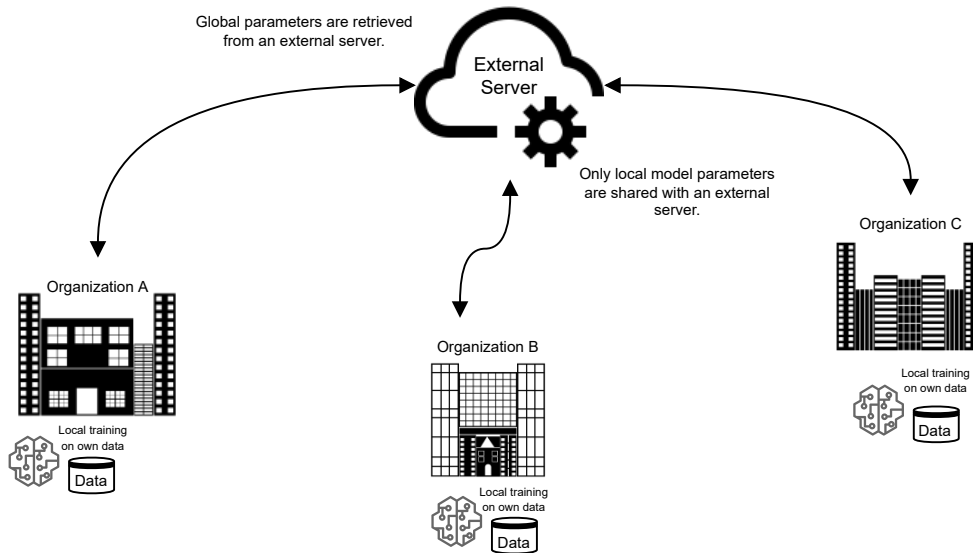 Global parameters are retrieved
from an external server.
External
Server
Only local model parameters
are shared with an external
server.
Organization A
Local training
on own data
Data
Organization B
Local training
on own data
Data
Organization C
Local training
on own data
Data